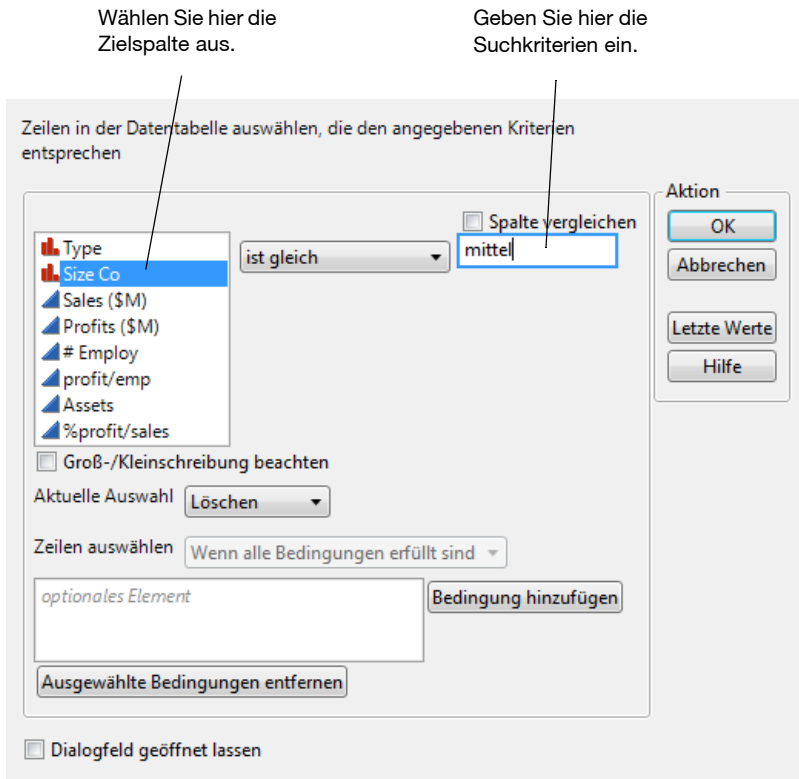 Wählen Sie hier die
Zielspalte aus.
Geben Sie hier die
Suchkriterien ein.
Zeilen in der Datentabelle auswählen, die den angegebenen Kriterien
entsprechen
Aktion
Spalte vergleichen
OK
Type
ist gleich
mittel
Abbrechen
Size Co
Sales ($M)
Profits ($M)
Letzte Werte
# Employ
Hilfe
profit/emp
Assets
%profit/sales
Groß-/Kleinschreibung beachten
Aktuelle Auswahl
Löschen
Zeilen auswählen
Wenn alle Bedingungen erfüllt sind
optionales Element
Bedingung hinzufügen
Ausgewählte Bedingungen entfernen
Dialogfeld geöffnet lassen